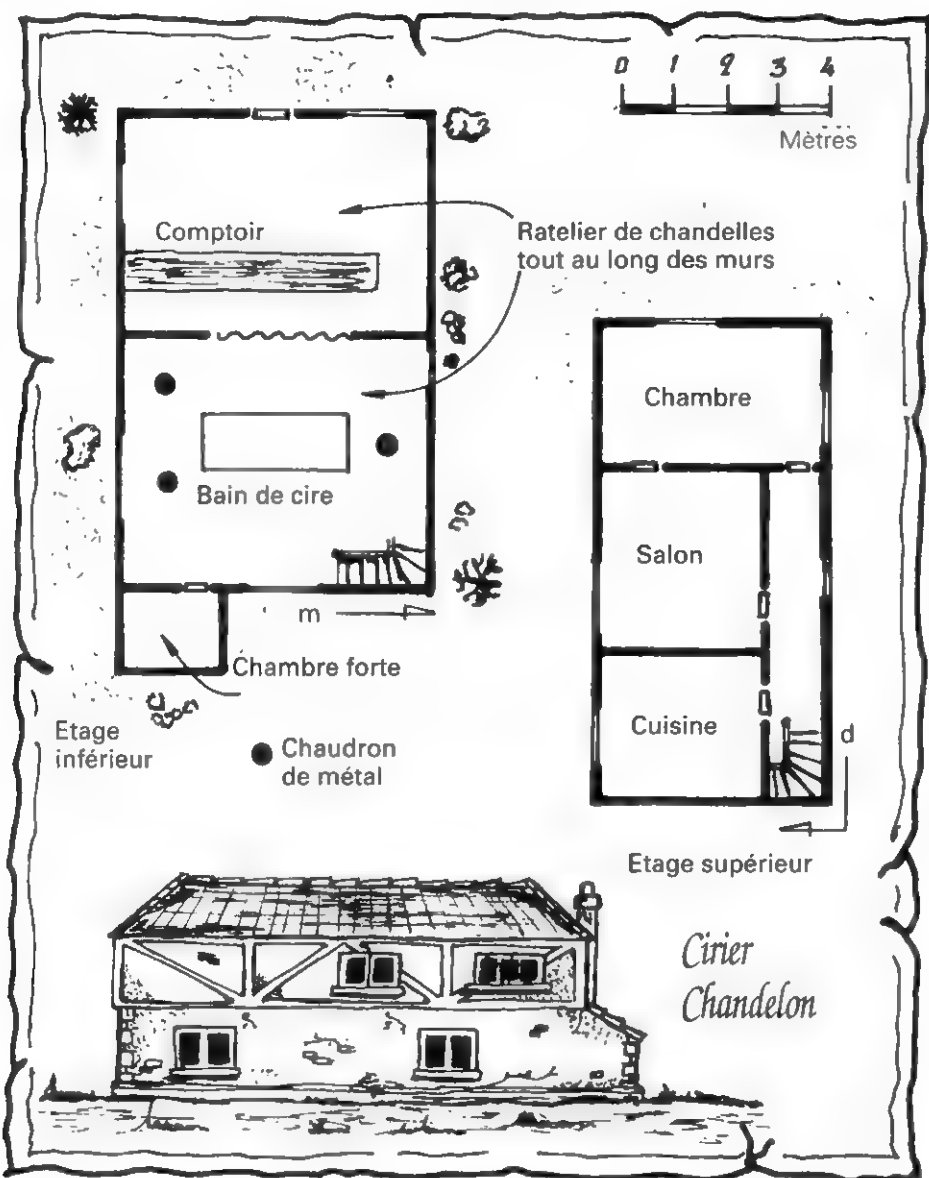 0 1 2 3 4
Mètres
Comptoir
Ratelier de chandelles
tout au long des murs
Chambre
Bain de cire
Salon
m
Chambre forte
Cuisine
d
Etage
inférieur
Chaudron
de métal
Etage supérieur
Cirier
Chandelon